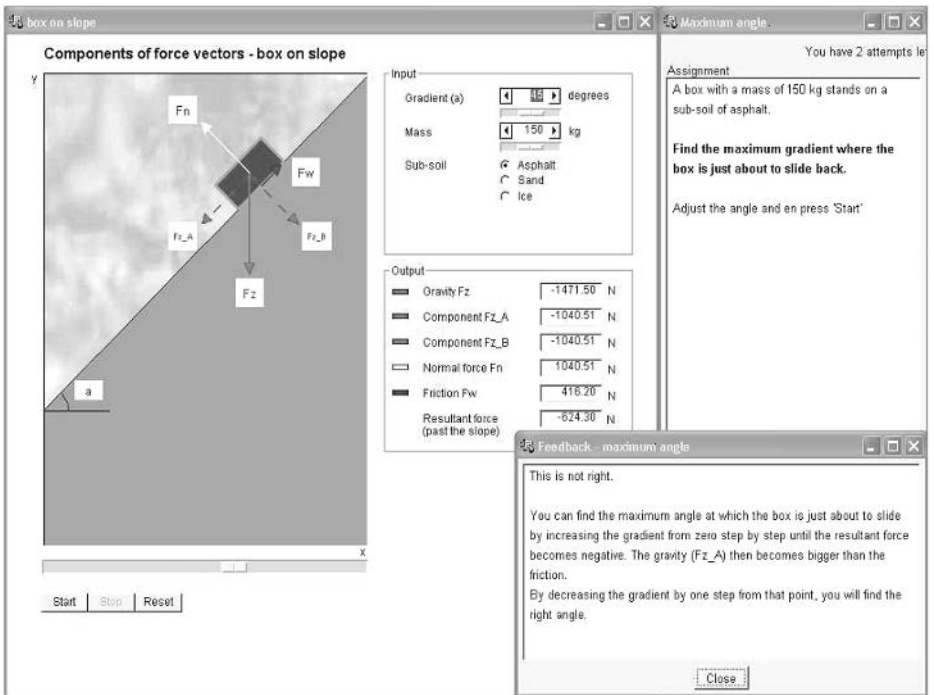 box on slope
Components of force vectors - box on slope
Y
Fn
Fw
Fz_A
Fz_B
Fz
a
X
Start Stop Reset
Input
Gradient (a) 45 degrees
Mass 150 kg
Sub-soil Asphalt
Sand
Ice
Output
Gravity Fz -1471.50 N
Component Fz_A -1040.51 N
Component Fz_B -1040.51 N
Normal force Fn 1040.51 N
Friction Fw 416.20 N
Resultant force -624.30 N
(past the slope)
Maximum angle.
You have 2 attempts le
Assignment
A box with a mass of 150 kg stands on a
sub-soil of asphalt.
Find the maximum gradient where the
box is just about to slide back.
Adjust the angle and en press 'Start'
Feedback - maximum angle
This is not right.
You can find the maximum angle at which the box is just about to slide
by increasing the gradient from zero step by step until the resultant force
becomes negative. The gravity (Fz_A) then becomes bigger than the
friction.
By decreasing the gradient by one step from that point, you will find the
right angle.
Close